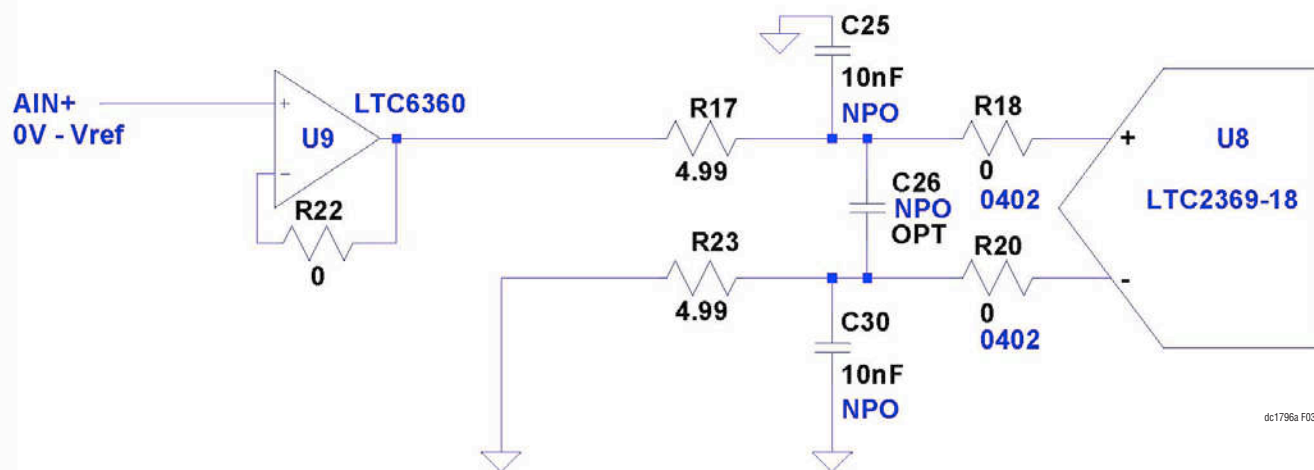 C25
10nF
NPO
AIN+
0V - Vref
+
-
U9
LTC6360
R22
0
R17
4.99
R18
0
0402
C26
NPO
OPT
R23
4.99
R20
0
0402
C30
10nF
NPO
+
-
U8
LTC2369-18
dc1796a F03